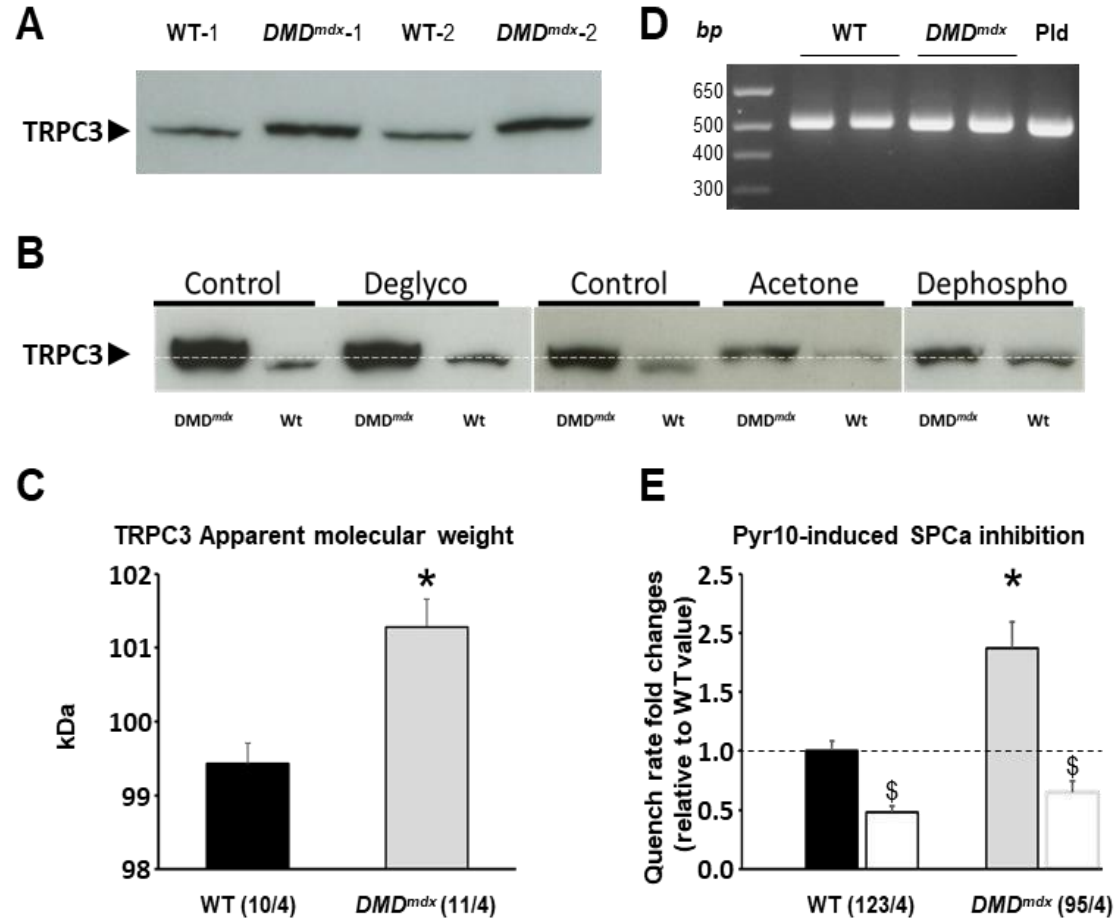 A
WT-1 DMDmdx-1 WT-2 DMDmdx-2
TRPC3
B
Control Deglyco Control Acetone Dephospho
TRPC3
DMDmdx Wt DMDmdx Wt DMDmdx Wt DMDmdx Wt DMDmdx Wt
C
TRPC3 Apparent molecular weight
kDa
102
101
100
99
98
*
WT (10/4) DMDmdx (11/4)
D
bp WT DMDmdx Pld
650
500
400
300
E
Pyr10-induced SPCa inhibition
Quench rate fold changes
(relative to WT value)
2.5
2.5
1.5
1.0
0.5
0.0
*
$ $
WT (123/4) DMDmdx (95/4)